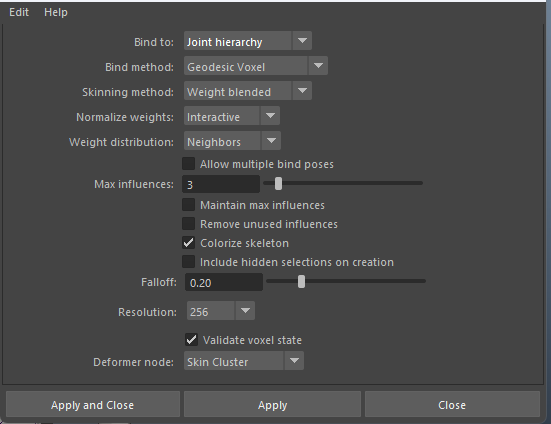 Edit Help
Bind to: Joint hierarchy
Bind method: Geodesic Voxel
Skinning method: Weight blended
Normalize weights: Interactive
Weight distribution: Neighbors
Allow multiple bind poses
Max influences: 3
Maintain max influences
Remove unused influences
Colorize skeleton
Include hidden selections on creation
Falloff: 0.20
Resolution: 256
Validate voxel state
Deformer node: Skin Cluster
Apply and Close Apply Close